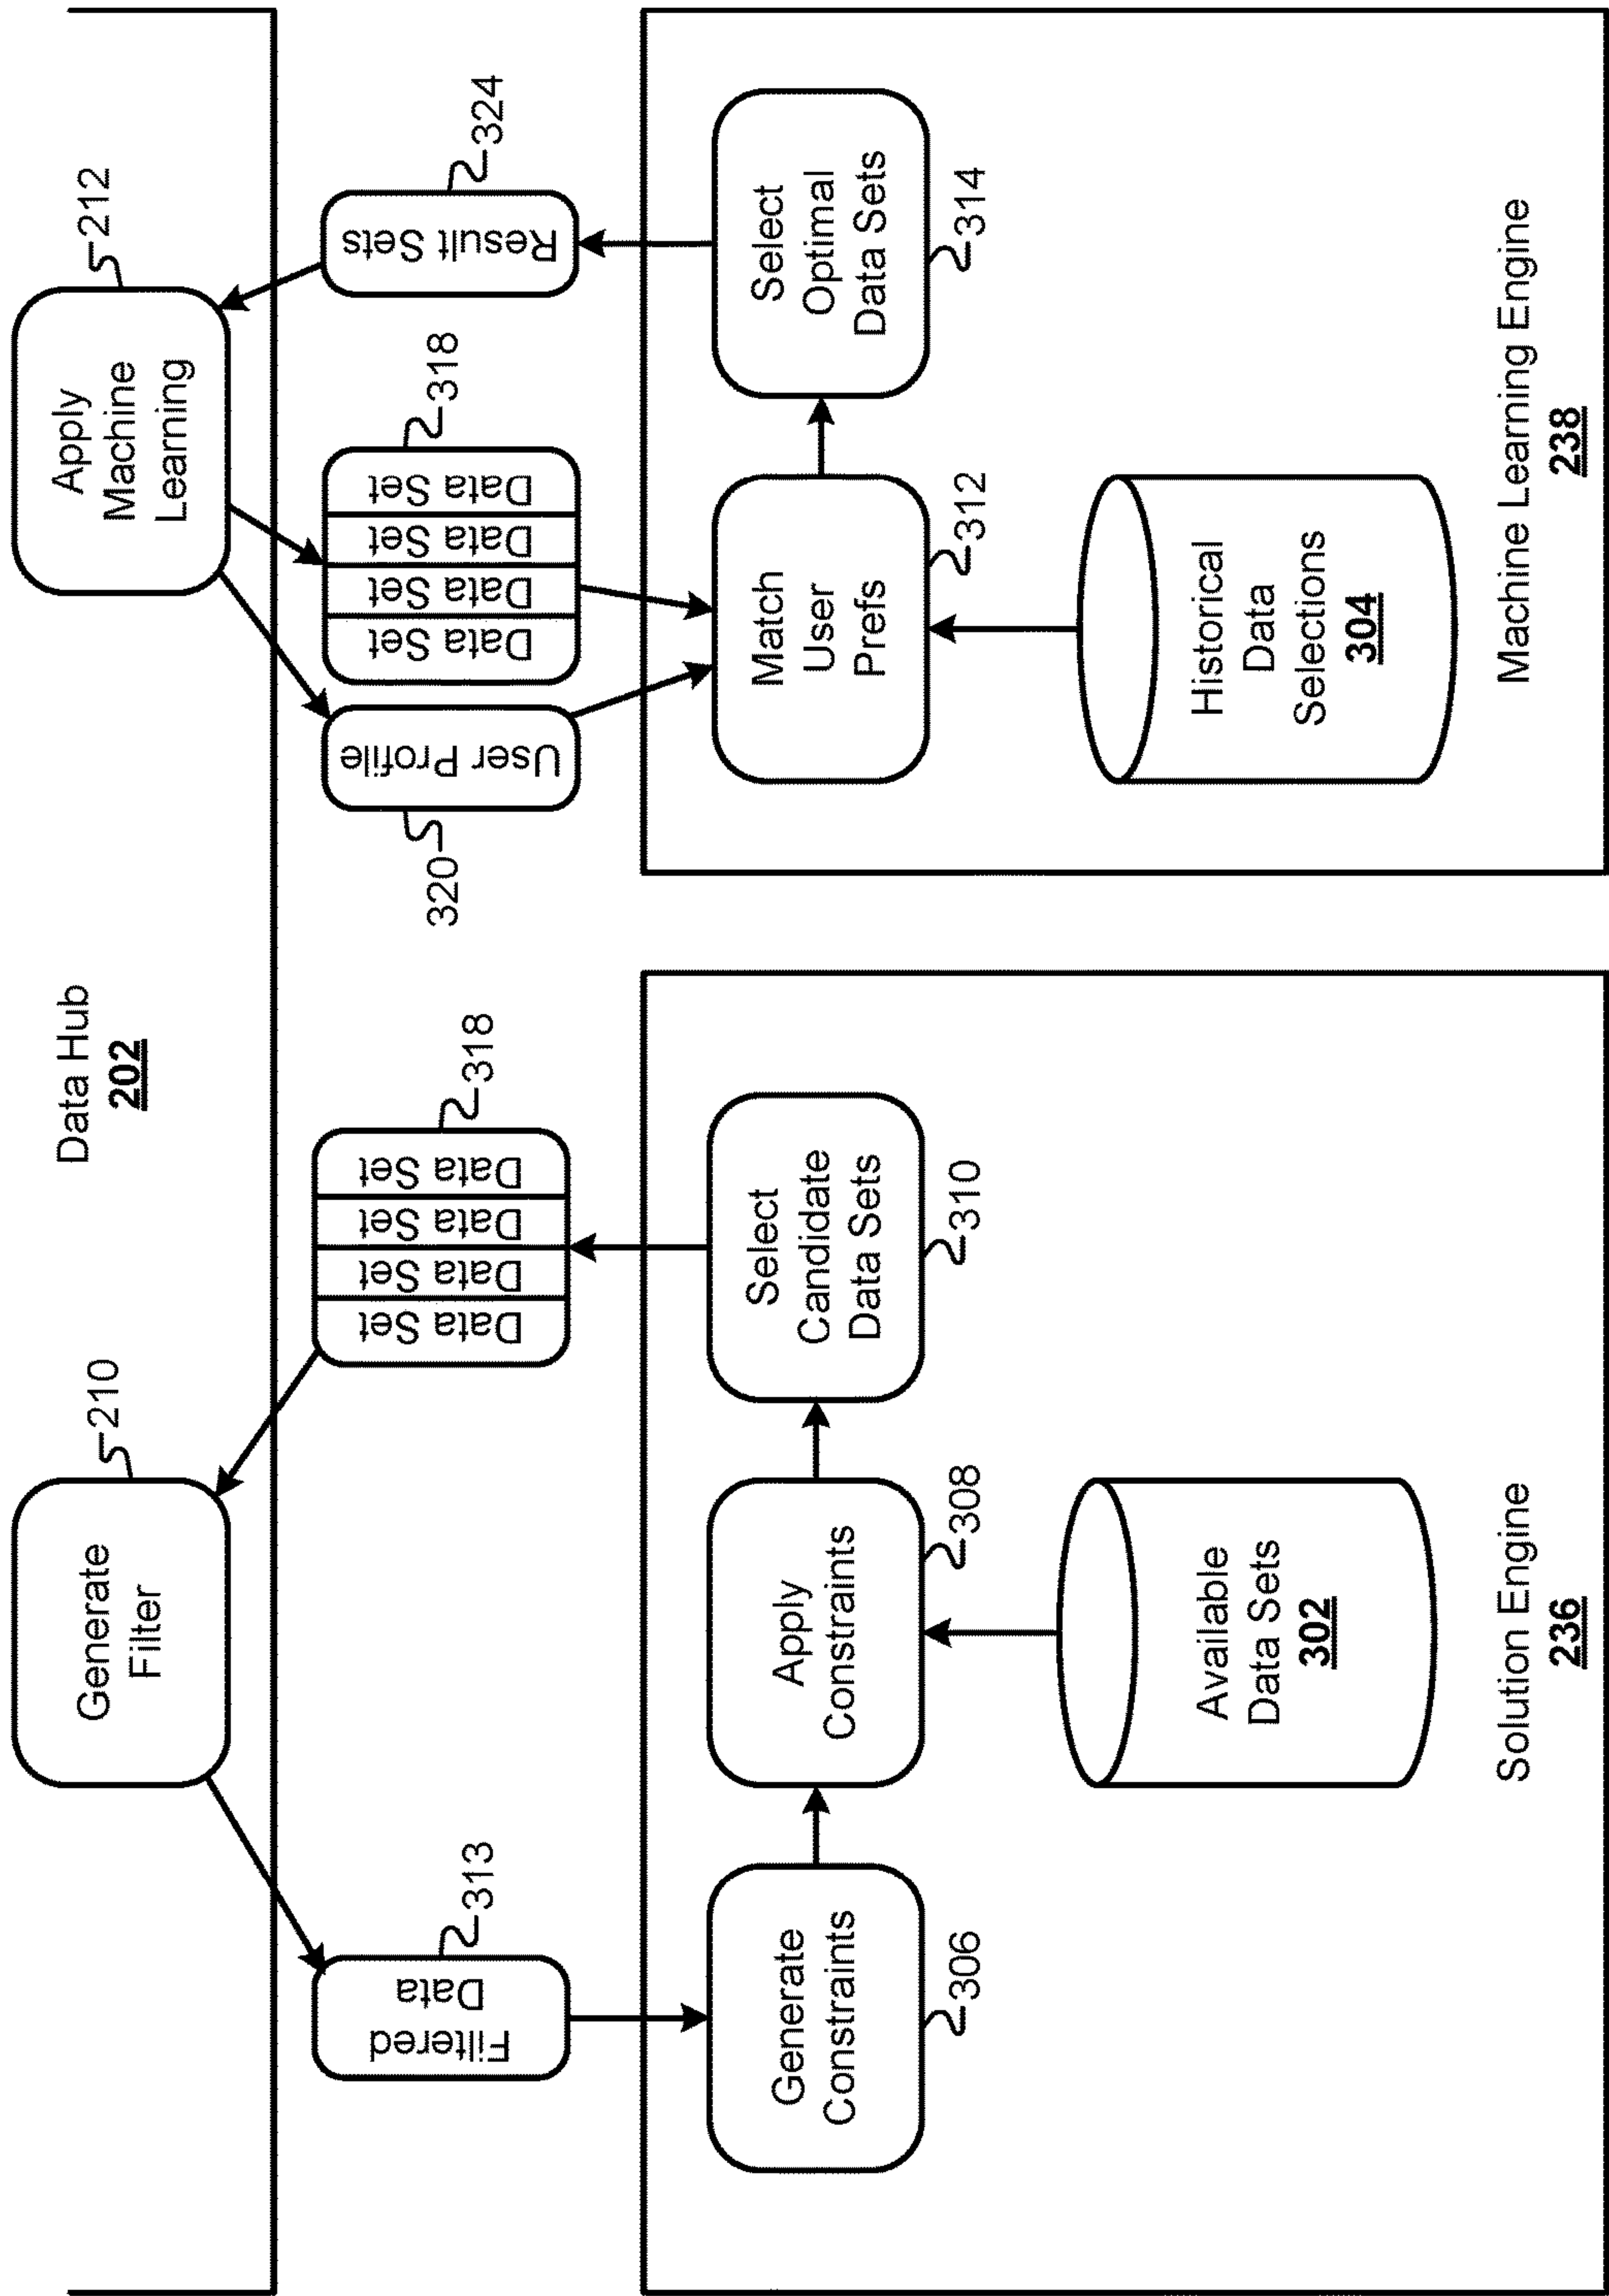 Data Hub
202
Generate
Filter
210
Apply
Machine
Learning
212
Filtered
Data
313
Data Set
Data Set
Data Set
Data Set
318
User Profile
320
Data Set
Data Set
Data Set
Data Set
318
Result Sets
324
Generate
Constraints
306
Apply
Constraints
308
Select
Candidate
Data Sets
310
Available
Data Sets
302
Solution Engine
236
Match
User
Prefs
312
Select
Optimal
Data Sets
314
Historical
Data
Selections
304
Machine Learning Engine
238